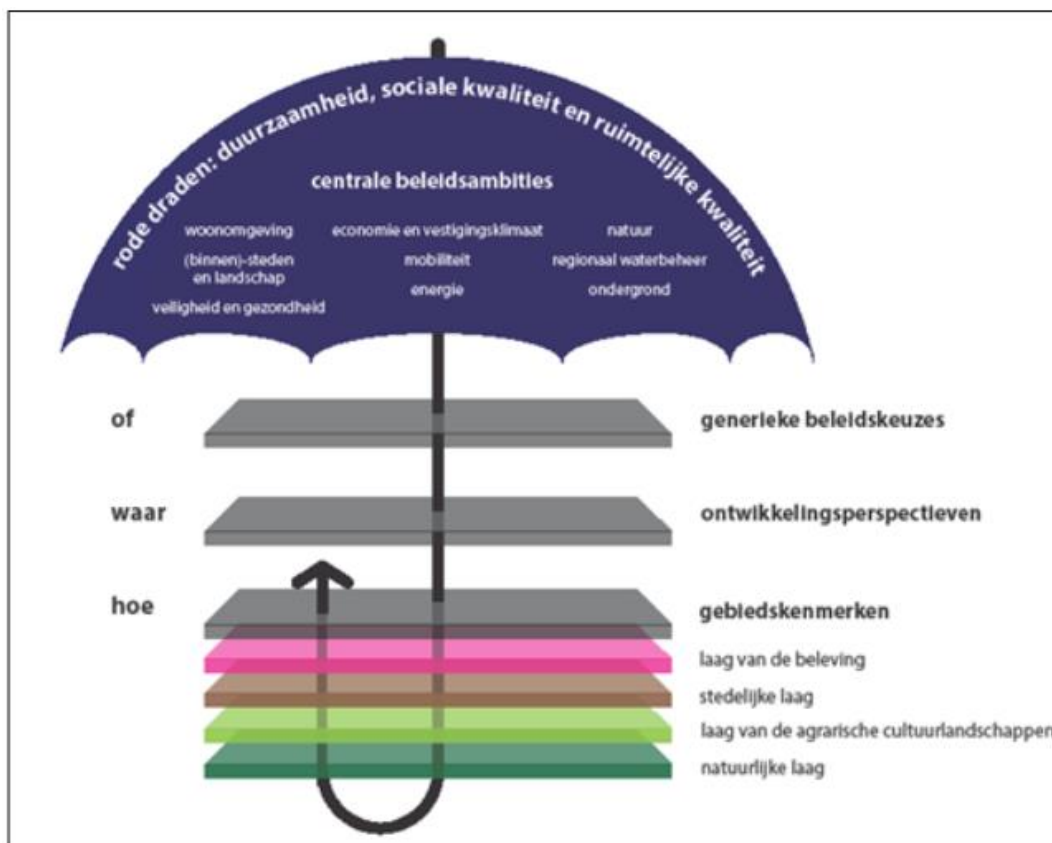 rode draden: duurzaamheid, sociale kwaliteit en ruimtelijke kwaliteit
centrale beleidsambities
woonomgeving
(binnen)-steden
en landschap
veiligheid en gezondheid
economie en vestigingsklimaat
mobiliteit
energie
natuur
regionaal waterbeheer
ondergrond
of
generieke beleidskeuzes
waar
ontwikkelingsperspectieven
hoe
gebiedskenmerken
laag van de beleving
stedelijke laag
laag van de agrarische cultuurlandschappen
natuurlijke laag